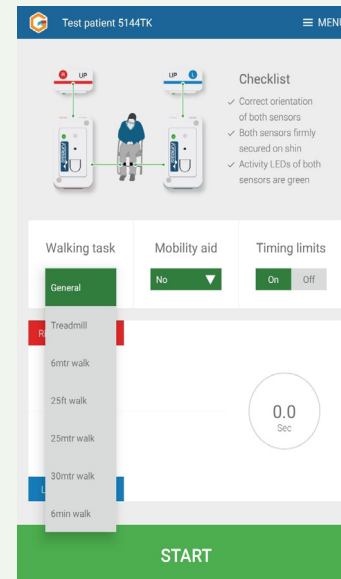 Test patient 5144TK
MENU
R UP
UP L
Checklist
Correct orientation
of both sensors
Both sensors firmly
secured on shin
Activity LEDs of both
sensors are green
Walking task
Mobility aid
Timing limits
General
No
On Off
Treadmill
6mtr walk
25ft walk
25mtr walk
30mtr walk
6min walk
0.0
Sec
START